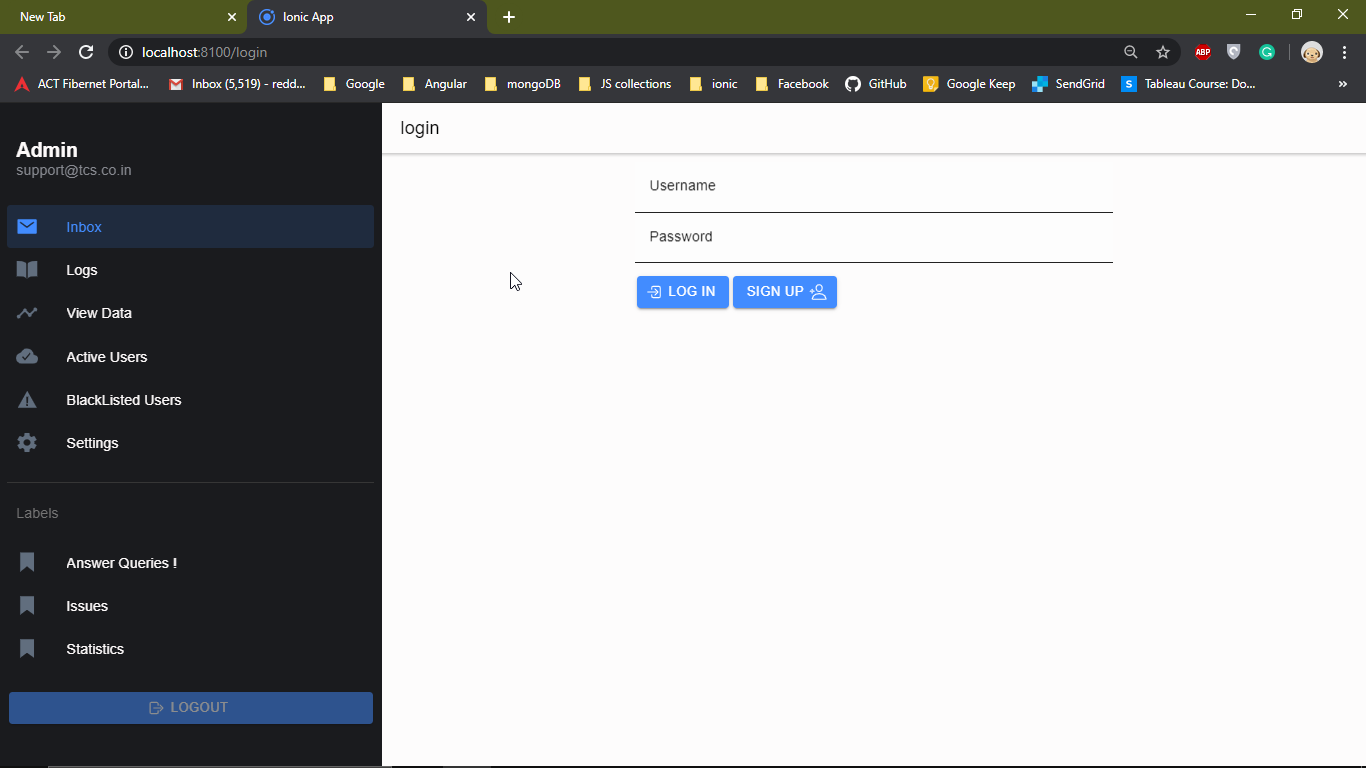 New Tab
Ionic App
localhost:8100/login
ABP
G
ACT Fibernet Portal...
Inbox (5,519) - redd...
Google
Angular
mongoDB
JS collections
ionic
Facebook
GitHub
Google Keep
SendGrid
S
Tableau Course: Do...
»
Admin
support@tcs.co.in
Inbox
Logs
View Data
Active Users
BlackListed Users
Settings
Labels
Answer Queries !
Issues
Statistics
LOGOUT
login
Username
Password
LOG IN
SIGN UP